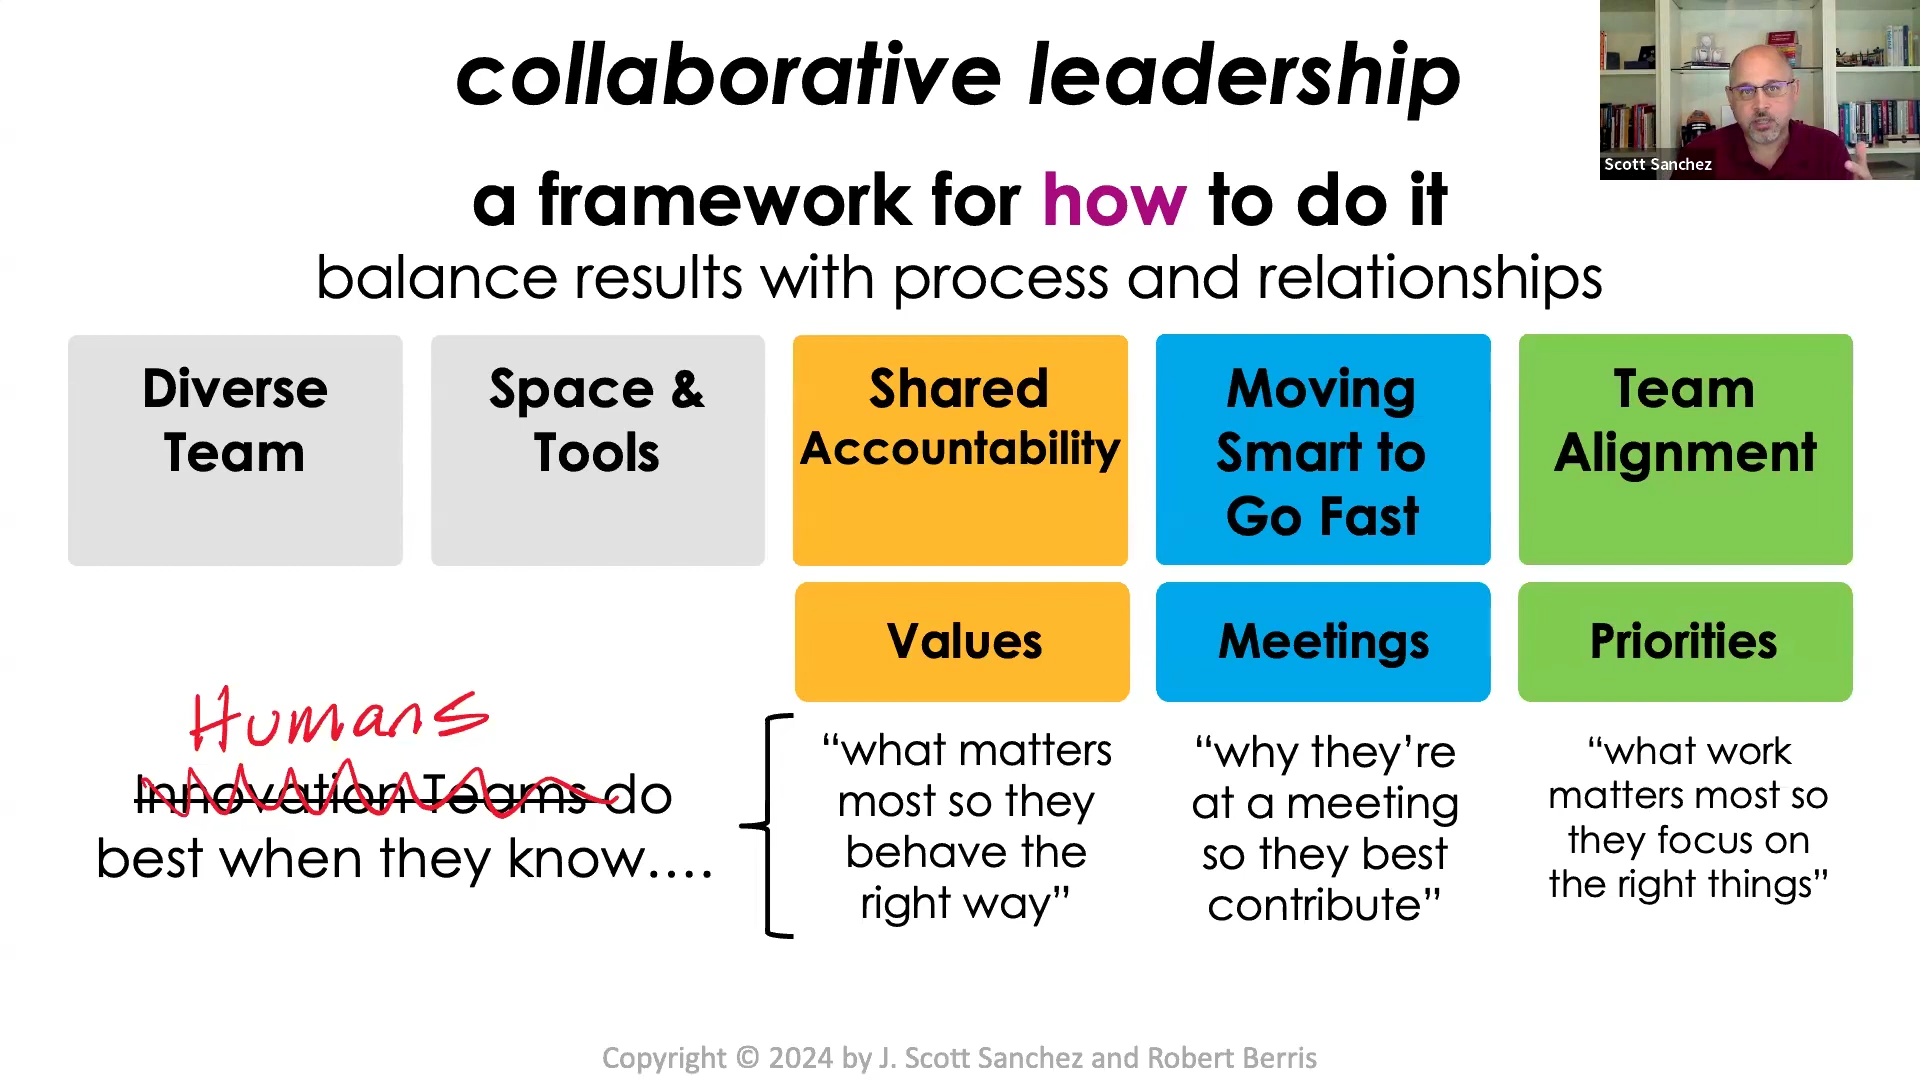 collaborative leadership
Scott Sanchez
a framework for how to do it
balance results with process and relationships
Diverse
Team
Space &
Tools
Shared
Accountability
Moving
Smart to
Go Fast
Team
Alignment
Values
Meetings
Priorities
Humans
Innovation Teams do
best when they know....
“what matters
most so they
behave the
right way”
“why they’re
at a meeting
so they best
contribute”
“what work
matters most so
they focus on
the right things”
Copyright © 2024 by J. Scott Sanchez and Robert Berris